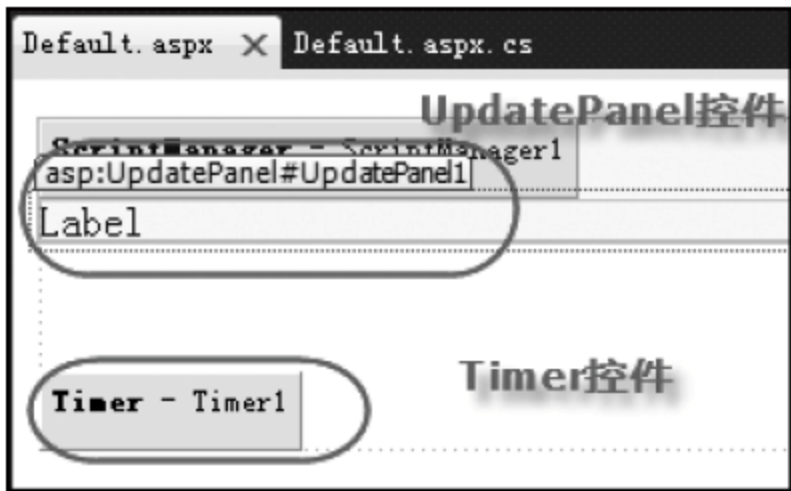 Default.aspx × Default.aspx.cs
UpdatePanel控件
ScriptManager - ScriptManager1
asp:UpdatePanel#UpdatePanel1
Label
Timer控件
Timer - Timer1